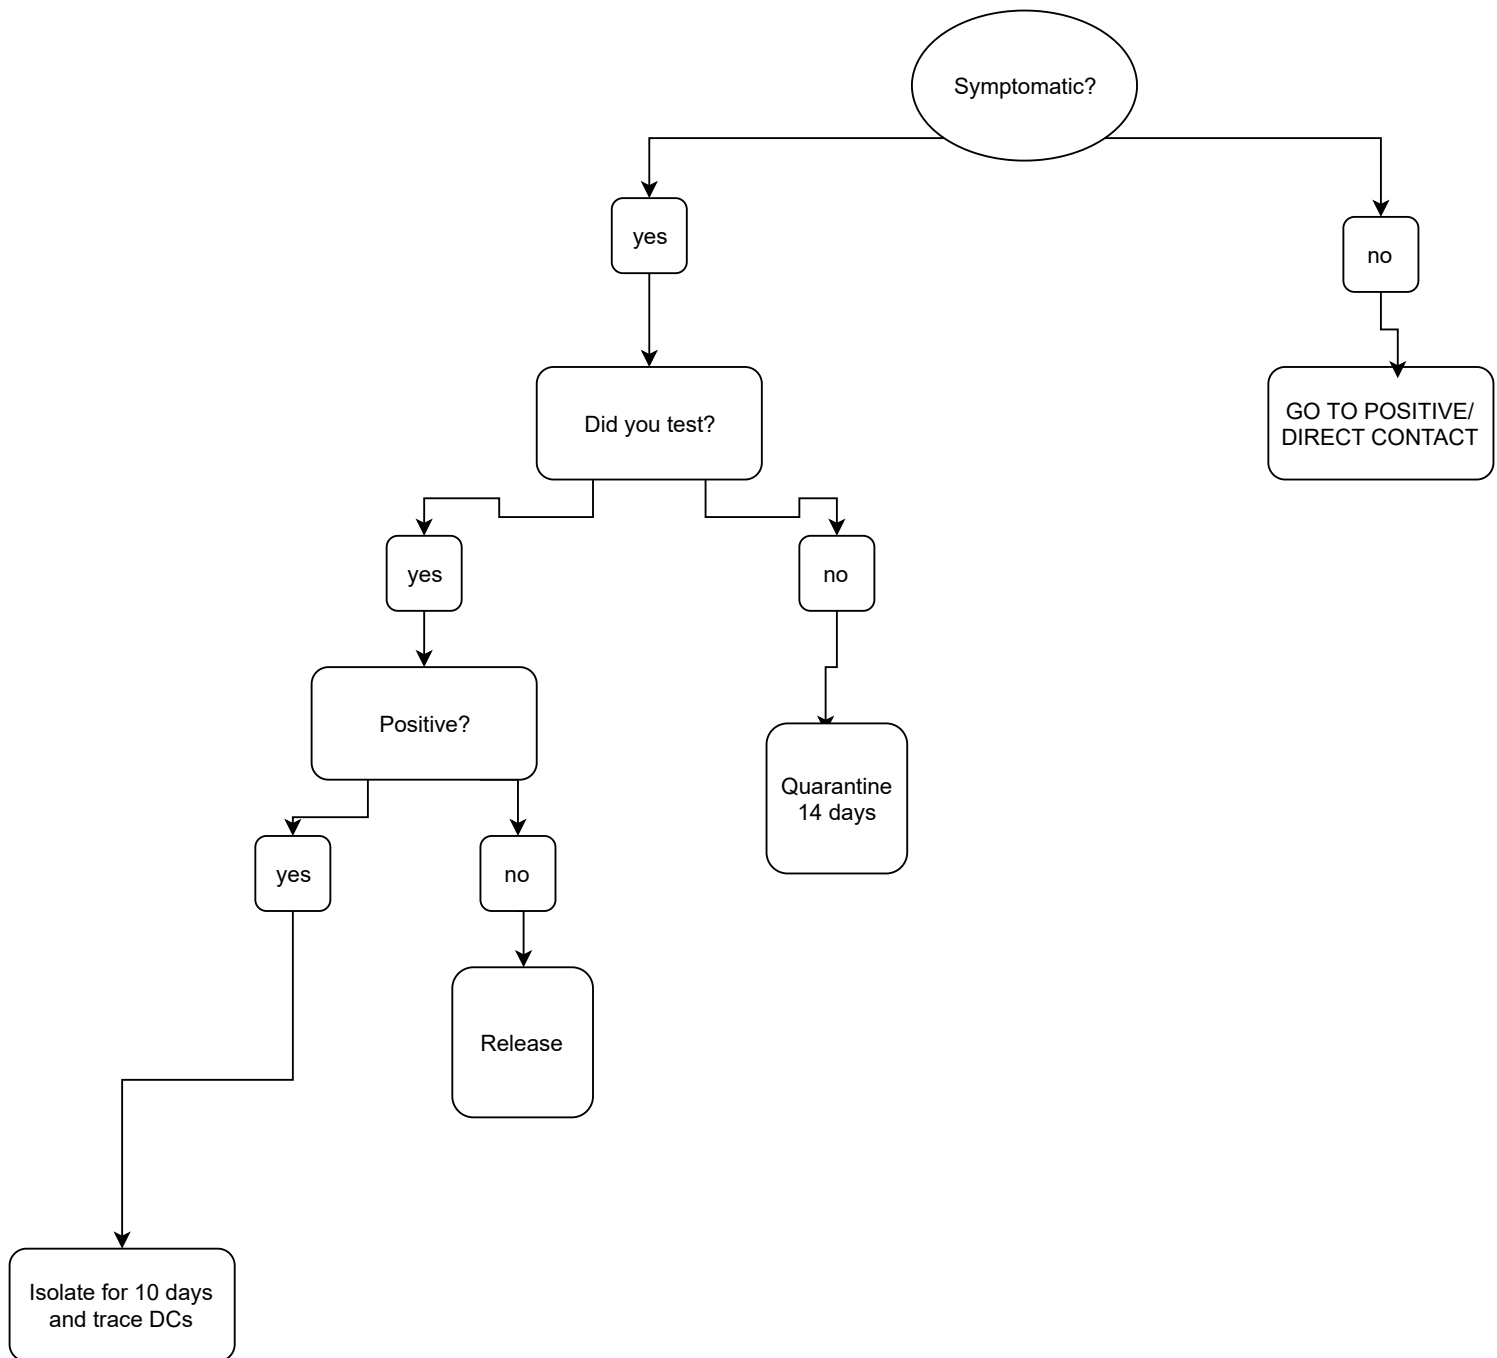 Symptomatic?
yes
no
Did you test?
GO TO POSITIVE/
DIRECT CONTACT
yes
no
Positive?
Quarantine
14 days
yes
no
Release
Isolate for 10 days
and trace DCs